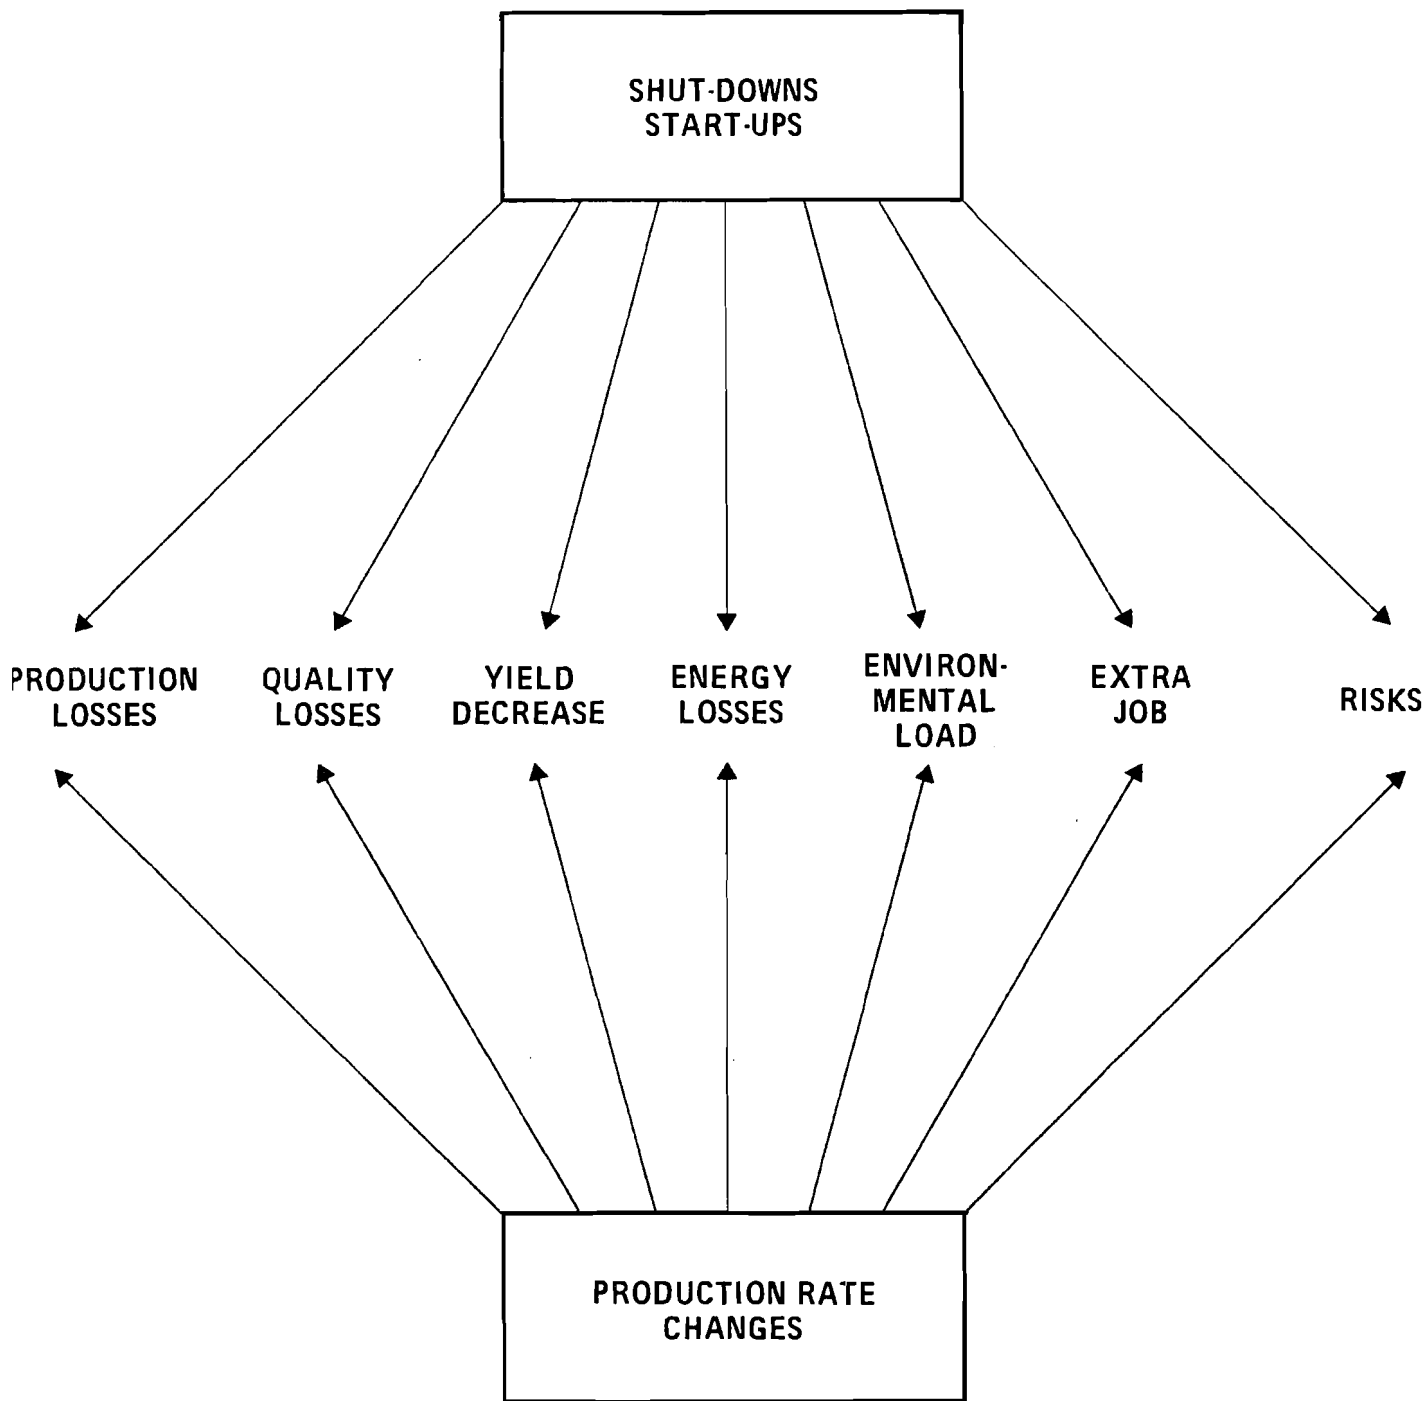 SHUT-DOWNS
START-UPS
PRODUCTION
LOSSES
QUALITY
LOSSES
YIELD
DECREASE
ENERGY
LOSSES
ENVIRON-
MENTAL
LOAD
EXTRA
JOB
RISKS
PRODUCTION RATE
CHANGES